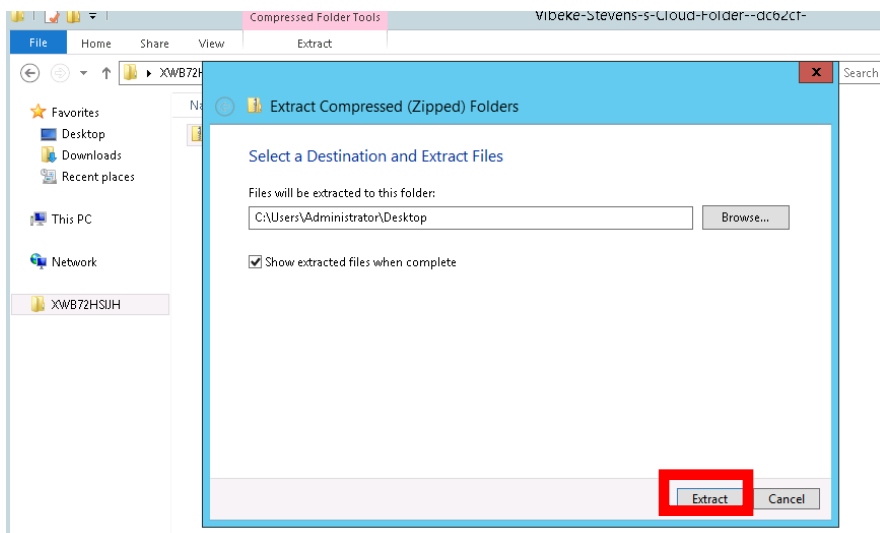 Compressed Folder Tools
Vibeke-Stevens-s-Cloud-Folder--dc62cf-
File Home Share View Extract
XWB72H
Search
Favorites
Desktop
Downloads
Recent places
This PC
Network
XWB72HSIJH
Extract Compressed (Zipped) Folders
Select a Destination and Extract Files
Files will be extracted to this folder:
C:\Users\Administrator\Desktop
Browse...
Show extracted files when complete
Extract Cancel